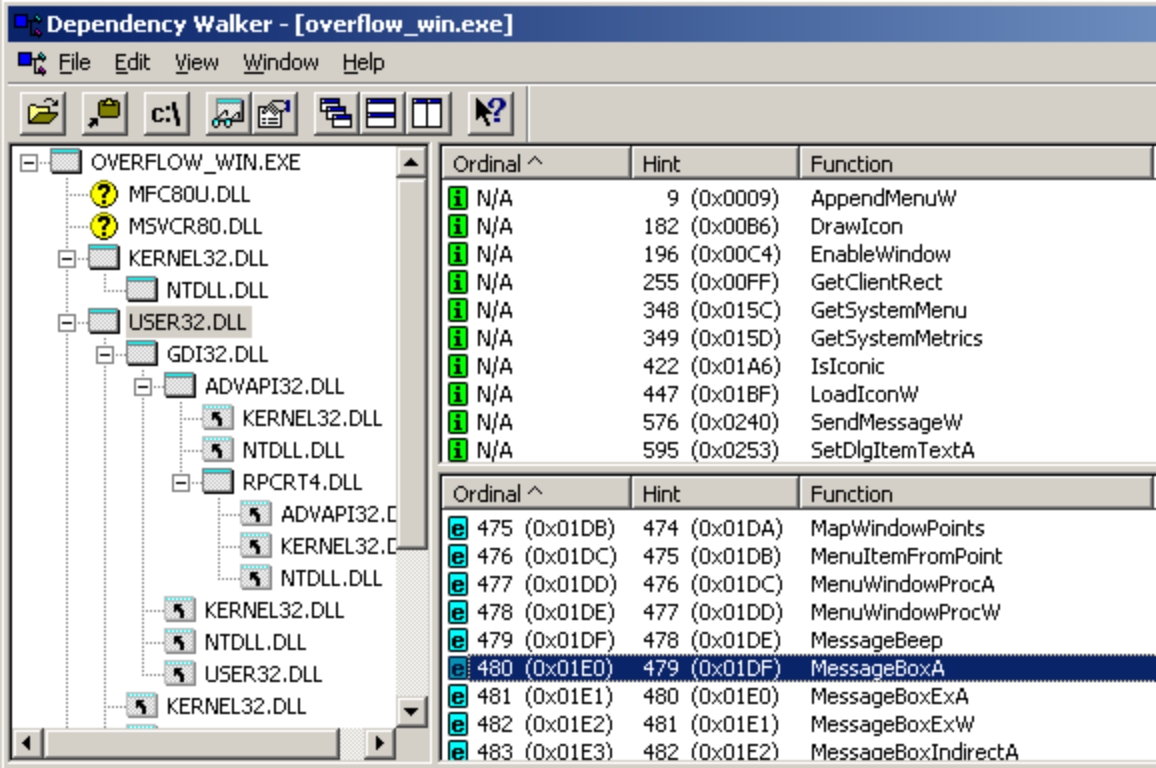 Dependency Walker - [overflow_win.exe]
File Edit View Window Help
c:\
OVERFLOW_WIN.EXE
MFC80U.DLL
MSVCR80.DLL
KERNEL32.DLL
NTDLL.DLL
USER32.DLL
GDI32.DLL
ADVAPI32.DLL
KERNEL32.DLL
NTDLL.DLL
RPCRT4.DLL
ADVAPI32.D
KERNEL32.D
NTDLL.DLL
KERNEL32.DLL
NTDLL.DLL
USER32.DLL
KERNEL32.DLL
Ordinal ^ Hint Function
N/A 9 (0x0009) AppendMenuW
N/A 182 (0x00B6) DrawIcon
N/A 196 (0x00C4) EnableWindow
N/A 255 (0x00FF) GetClientRect
N/A 348 (0x015C) GetSystemMenu
N/A 349 (0x015D) GetSystemMetrics
N/A 422 (0x01A6) IsIconic
N/A 447 (0x01BF) LoadIconW
N/A 576 (0x0240) SendMessageW
N/A 595 (0x0253) SetDlgItemTextA
Ordinal ^ Hint Function
475 (0x01DB) 474 (0x01DA) MapWindowPoints
476 (0x01DC) 475 (0x01DB) MenuItemFromPoint
477 (0x01DD) 476 (0x01DC) MenuWindowProcA
478 (0x01DE) 477 (0x01DD) MenuWindowProcW
479 (0x01DF) 478 (0x01DE) MessageBeep
480 (0x01E0) 479 (0x01DF) MessageBoxA
481 (0x01E1) 480 (0x01E0) MessageBoxExA
482 (0x01E2) 481 (0x01E1) MessageBoxExW
483 (0x01E3) 482 (0x01E2) MessageBoxIndirectA